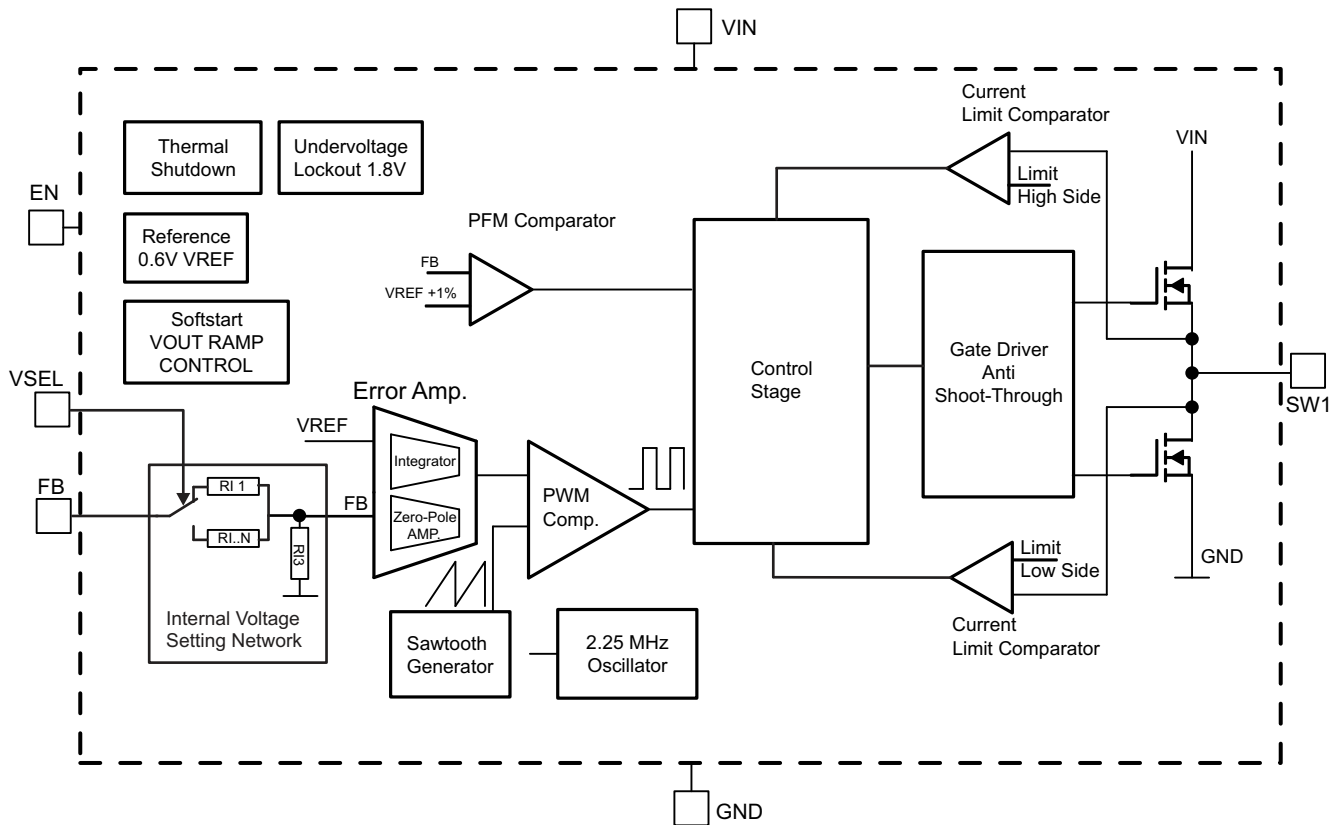 VIN
Current
Limit Comparator
Thermal
Shutdown
Undervoltage
Lockout 1.8V
VIN
EN
Limit
High Side
PFM Comparator
Reference
0.6V VREF
FB
VREF +1%
Softstart
VOUT RAMP
CONTROL
Control
Stage
Gate Driver
Anti
Shoot-Through
VSEL
Error Amp.
SW1
VREF
Integrator
FB
RI 1
FB
Zero-Pole
AMP.
PWM
Comp.
RI..N
RI3
Limit
Low Side
GND
Internal Voltage
Setting Network
Sawtooth
Generator
2.25 MHz
Oscillator
Current
Limit Comparator
GND